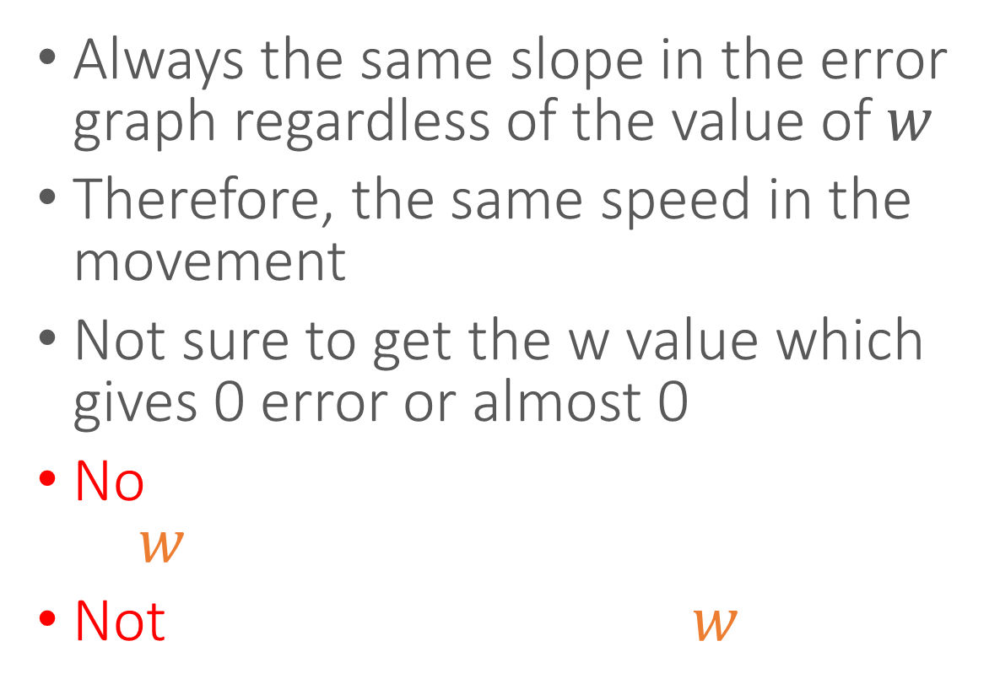 • Always the same slope in the error
graph regardless of the value of w
• Therefore, the same speed in the
movement
• Not sure to get the w value which
gives 0 error or almost 0
• No
w
• Not w